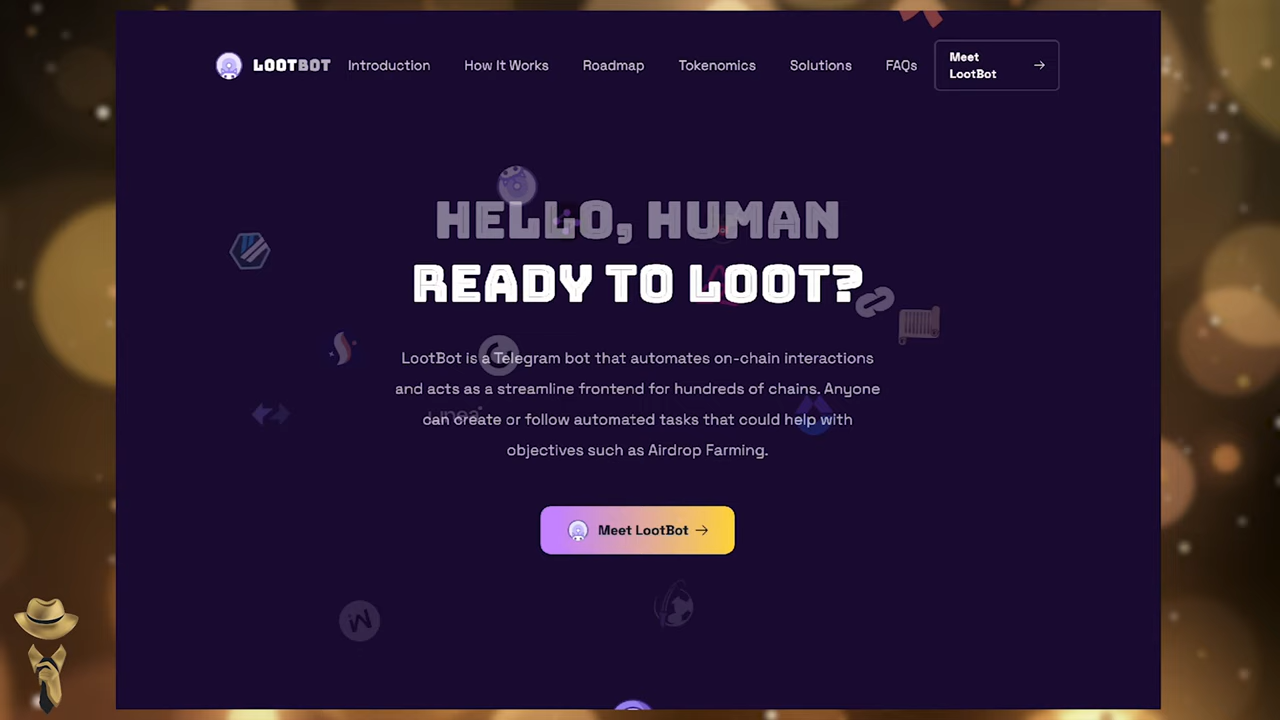 LOOTBOT
Introduction
How It Works
Roadmap
Tokenomics
Solutions
FAQs
Meet
LootBot
HELLO, HUMAN
READY TO LOOT?
LootBot is a Telegram bot that automates on-chain interactions
and acts as a streamline frontend for hundreds of chains. Anyone
can create or follow automated tasks that could help with
objectives such as Airdrop Farming.
Linea
Meet LootBot